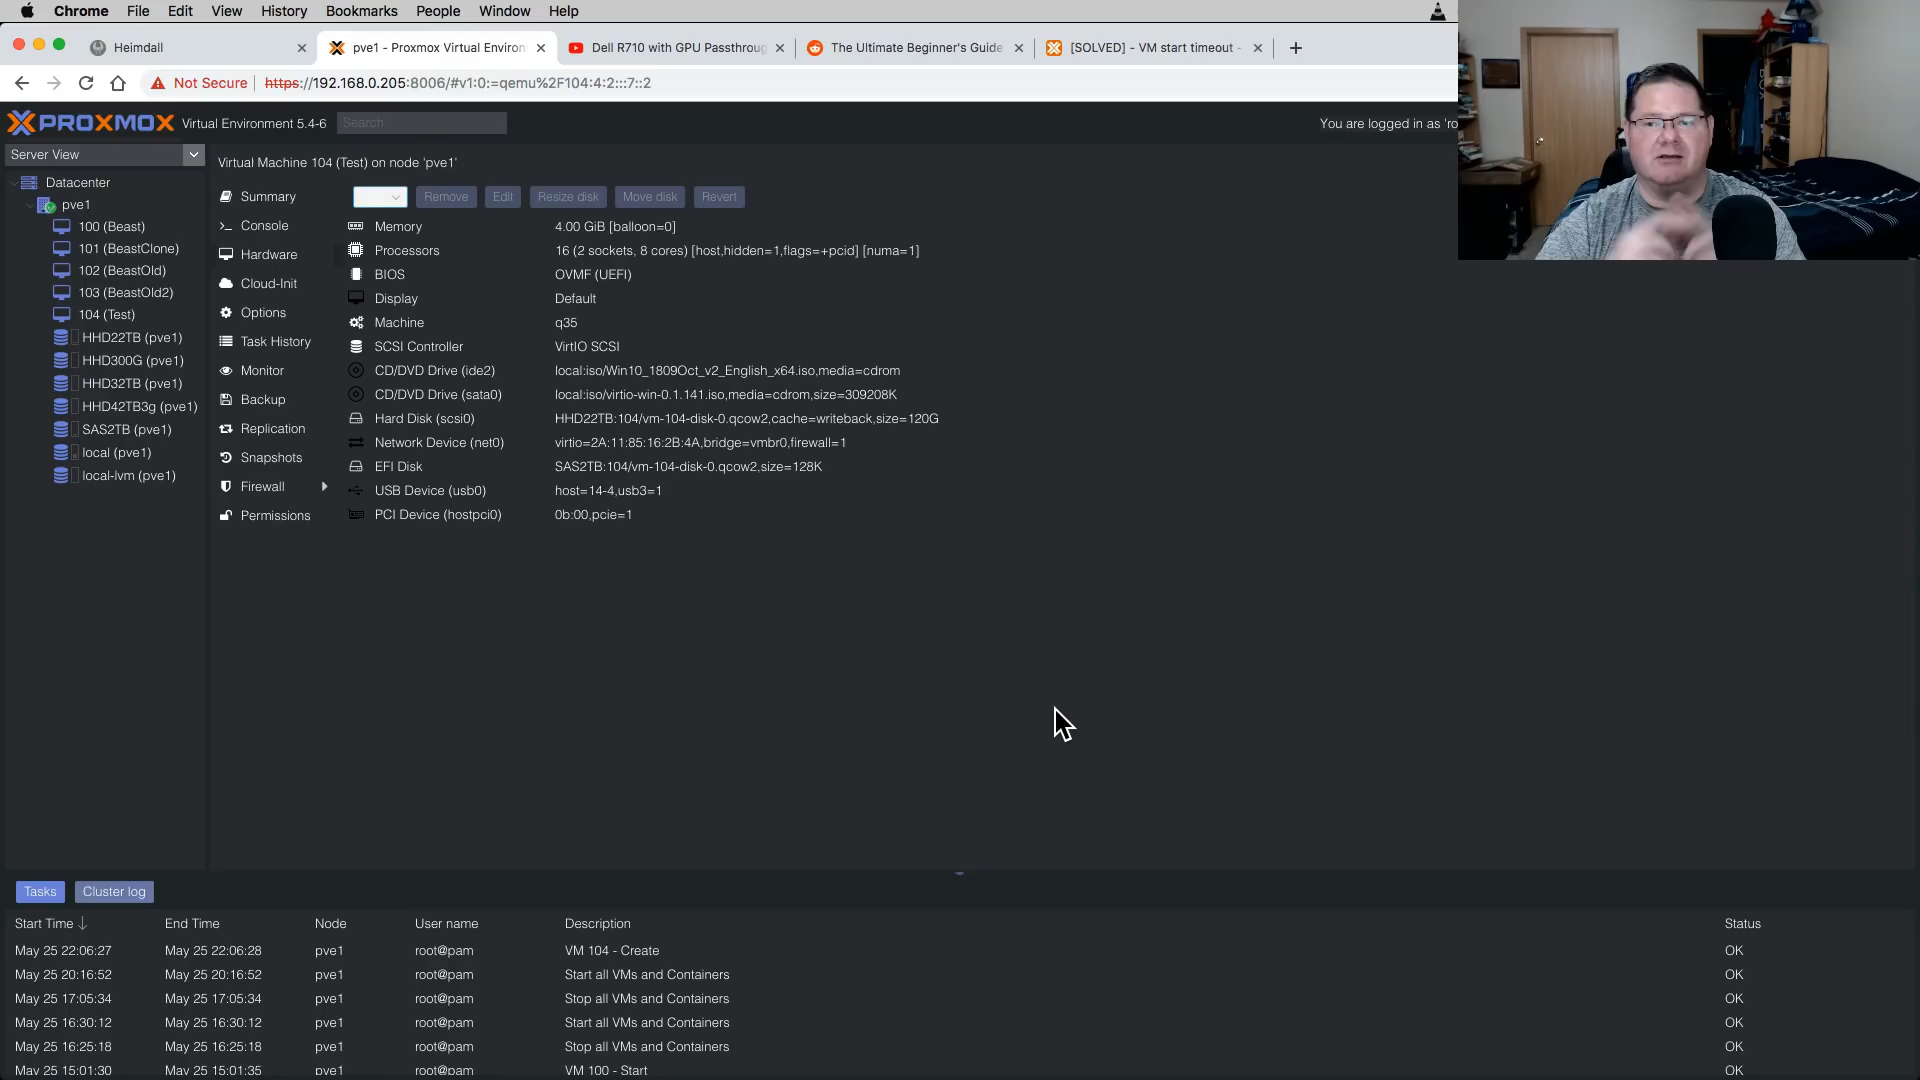 Chrome File Edit View History Bookmarks People Window Help
Heimdall
pve1 - Proxmox Virtual Environ
Dell R710 with GPU Passthroug
The Ultimate Beginner's Guide
[SOLVED] - VM start timeout -
Not Secure https://192.168.0.205:8006/#v1:0:=qemu%2F104:4:2:::7::2
PROXMOX Virtual Environment 5.4-6 Search
You are logged in as 'ro
Server View
Virtual Machine 104 (Test) on node 'pve1'
Datacenter
pve1
100 (Beast)
101 (BeastClone)
102 (BeastOld)
103 (BeastOld2)
104 (Test)
HHD22TB (pve1)
HHD300G (pve1)
HHD32TB (pve1)
HHD42TB3g (pve1)
SAS2TB (pve1)
local (pve1)
local-lvm (pve1)
Summary
Console
Hardware
Cloud-Init
Options
Task History
Monitor
Backup
Replication
Snapshots
Firewall
Permissions
Remove Edit Resize disk Move disk Revert
Memory 4.00 GiB [balloon=0]
Processors 16 (2 sockets, 8 cores) [host,hidden=1,flags=+pcid] [numa=1]
BIOS OVMF (UEFI)
Display Default
Machine q35
SCSI Controller VirtIO SCSI
CD/DVD Drive (ide2) local:iso/Win10_1809Oct_v2_English_x64.iso,media=cdrom
CD/DVD Drive (sata0) local:iso/virtio-win-0.1.141.iso,media=cdrom,size=309208K
Hard Disk (scsi0) HHD22TB:104/vm-104-disk-0.qcow2,cache=writeback,size=120G
Network Device (net0) virtio=2A:11:85:16:2B:4A,bridge=vmbr0,firewall=1
EFI Disk SAS2TB:104/vm-104-disk-0.qcow2,size=128K
USB Device (usb0) host=14-4,usb3=1
PCI Device (hostpci0) 0b:00,pcie=1
Tasks Cluster log
Start Time End Time Node User name Description Status
May 25 22:06:27 May 25 22:06:28 pve1 root@pam VM 104 - Create OK
May 25 20:16:52 May 25 20:16:52 pve1 root@pam Start all VMs and Containers OK
May 25 17:05:34 May 25 17:05:34 pve1 root@pam Stop all VMs and Containers OK
May 25 16:30:12 May 25 16:30:12 pve1 root@pam Start all VMs and Containers OK
May 25 16:25:18 May 25 16:25:18 pve1 root@pam Stop all VMs and Containers OK
May 25 15:01:30 May 25 15:01:35 pve1 root@pam VM 100 - Start OK